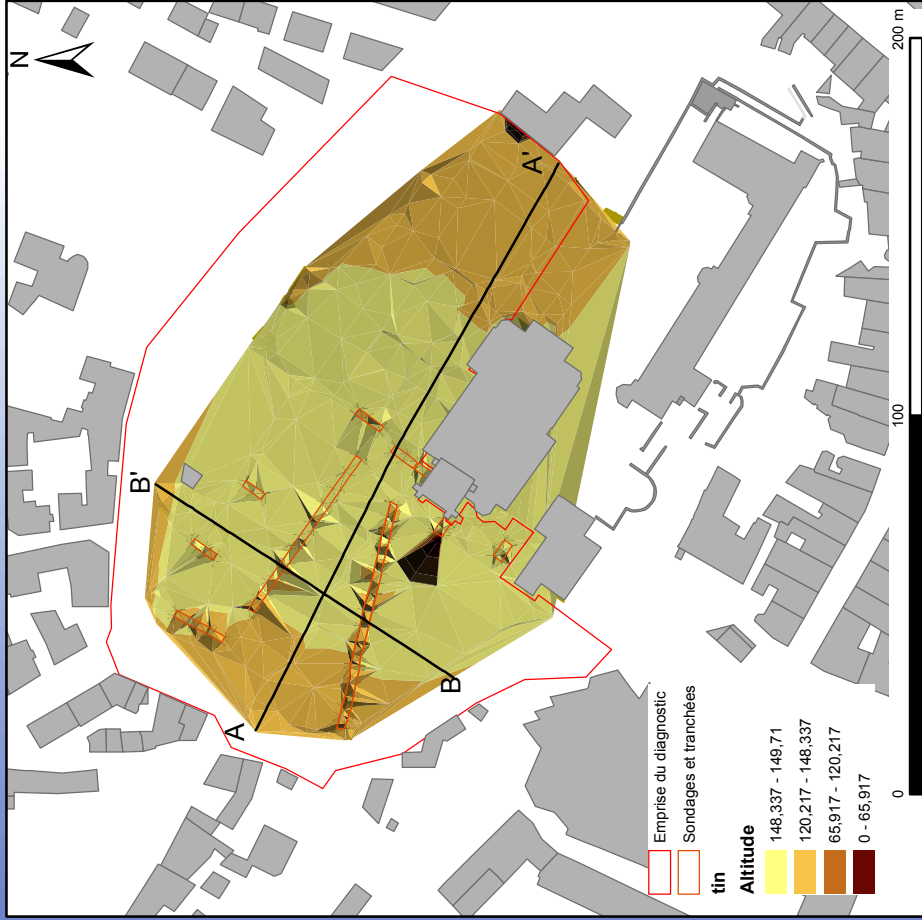 N
B'
A'
A
B
Emprise du diagnostic
Sondages et tranchées
tin
Altitude
148,337 - 149,71
120,217 - 148,337
65,917 - 120,217
0 - 65,917
0
100
200 m